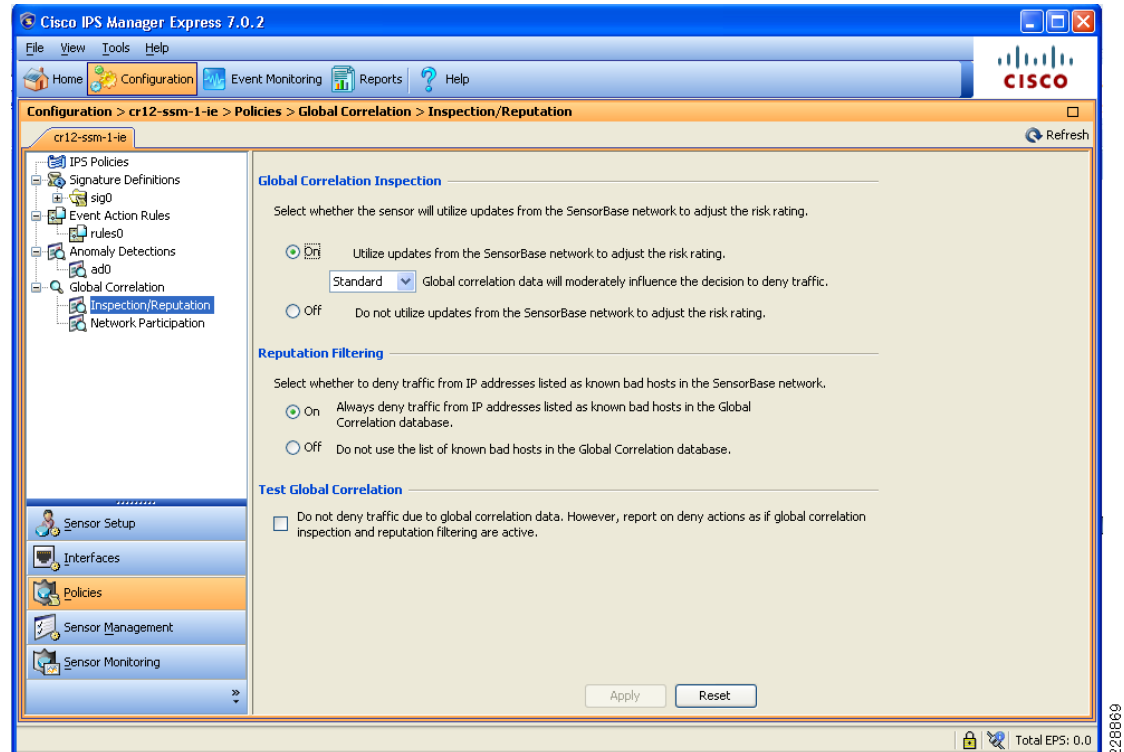 Cisco IPS Manager Express 7.0.2
File View Tools Help
Home Configuration Event Monitoring Reports Help
CISCO
Configuration > cr12-ssm-1-ie > Policies > Global Correlation > Inspection/Reputation
cr12-ssm-1-ie
Refresh
IPS Policies
Signature Definitions
sig0
Event Action Rules
rules0
Anomaly Detections
ad0
Global Correlation
Inspection/Reputation
Network Participation
Sensor Setup
Interfaces
Policies
Sensor Management
Sensor Monitoring
Global Correlation Inspection
Select whether the sensor will utilize updates from the SensorBase network to adjust the risk rating.
On Utilize updates from the SensorBase network to adjust the risk rating.
Standard Global correlation data will moderately influence the decision to deny traffic.
Off Do not utilize updates from the SensorBase network to adjust the risk rating.
Reputation Filtering
Select whether to deny traffic from IP addresses listed as known bad hosts in the SensorBase network.
On Always deny traffic from IP addresses listed as known bad hosts in the Global
Correlation database.
Off Do not use the list of known bad hosts in the Global Correlation database.
Test Global Correlation
Do not deny traffic due to global correlation data. However, report on deny actions as if global correlation
inspection and reputation filtering are active.
Apply Reset
Total EPS: 0.0
228869